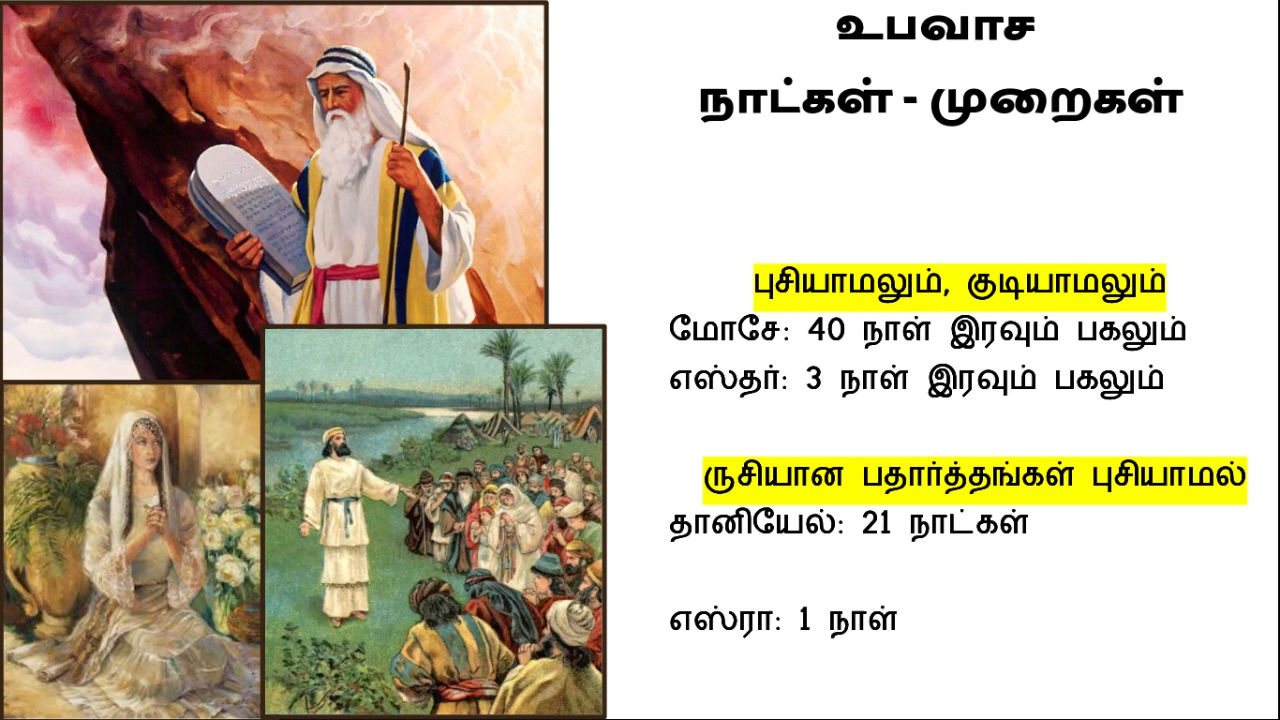 உபவாச
நாட்கள் - முறைகள்
புசியாமலும், குடியாமலும்
மோசே: 40 நாள் இரவும் பகலும்
எஸ்தர்: 3 நாள் இரவும் பகலும்
ருசியான பதார்த்தங்கள் புசியாமல்
தானியேல்: 21 நாட்கள்
எஸ்ரா: 1 நாள்